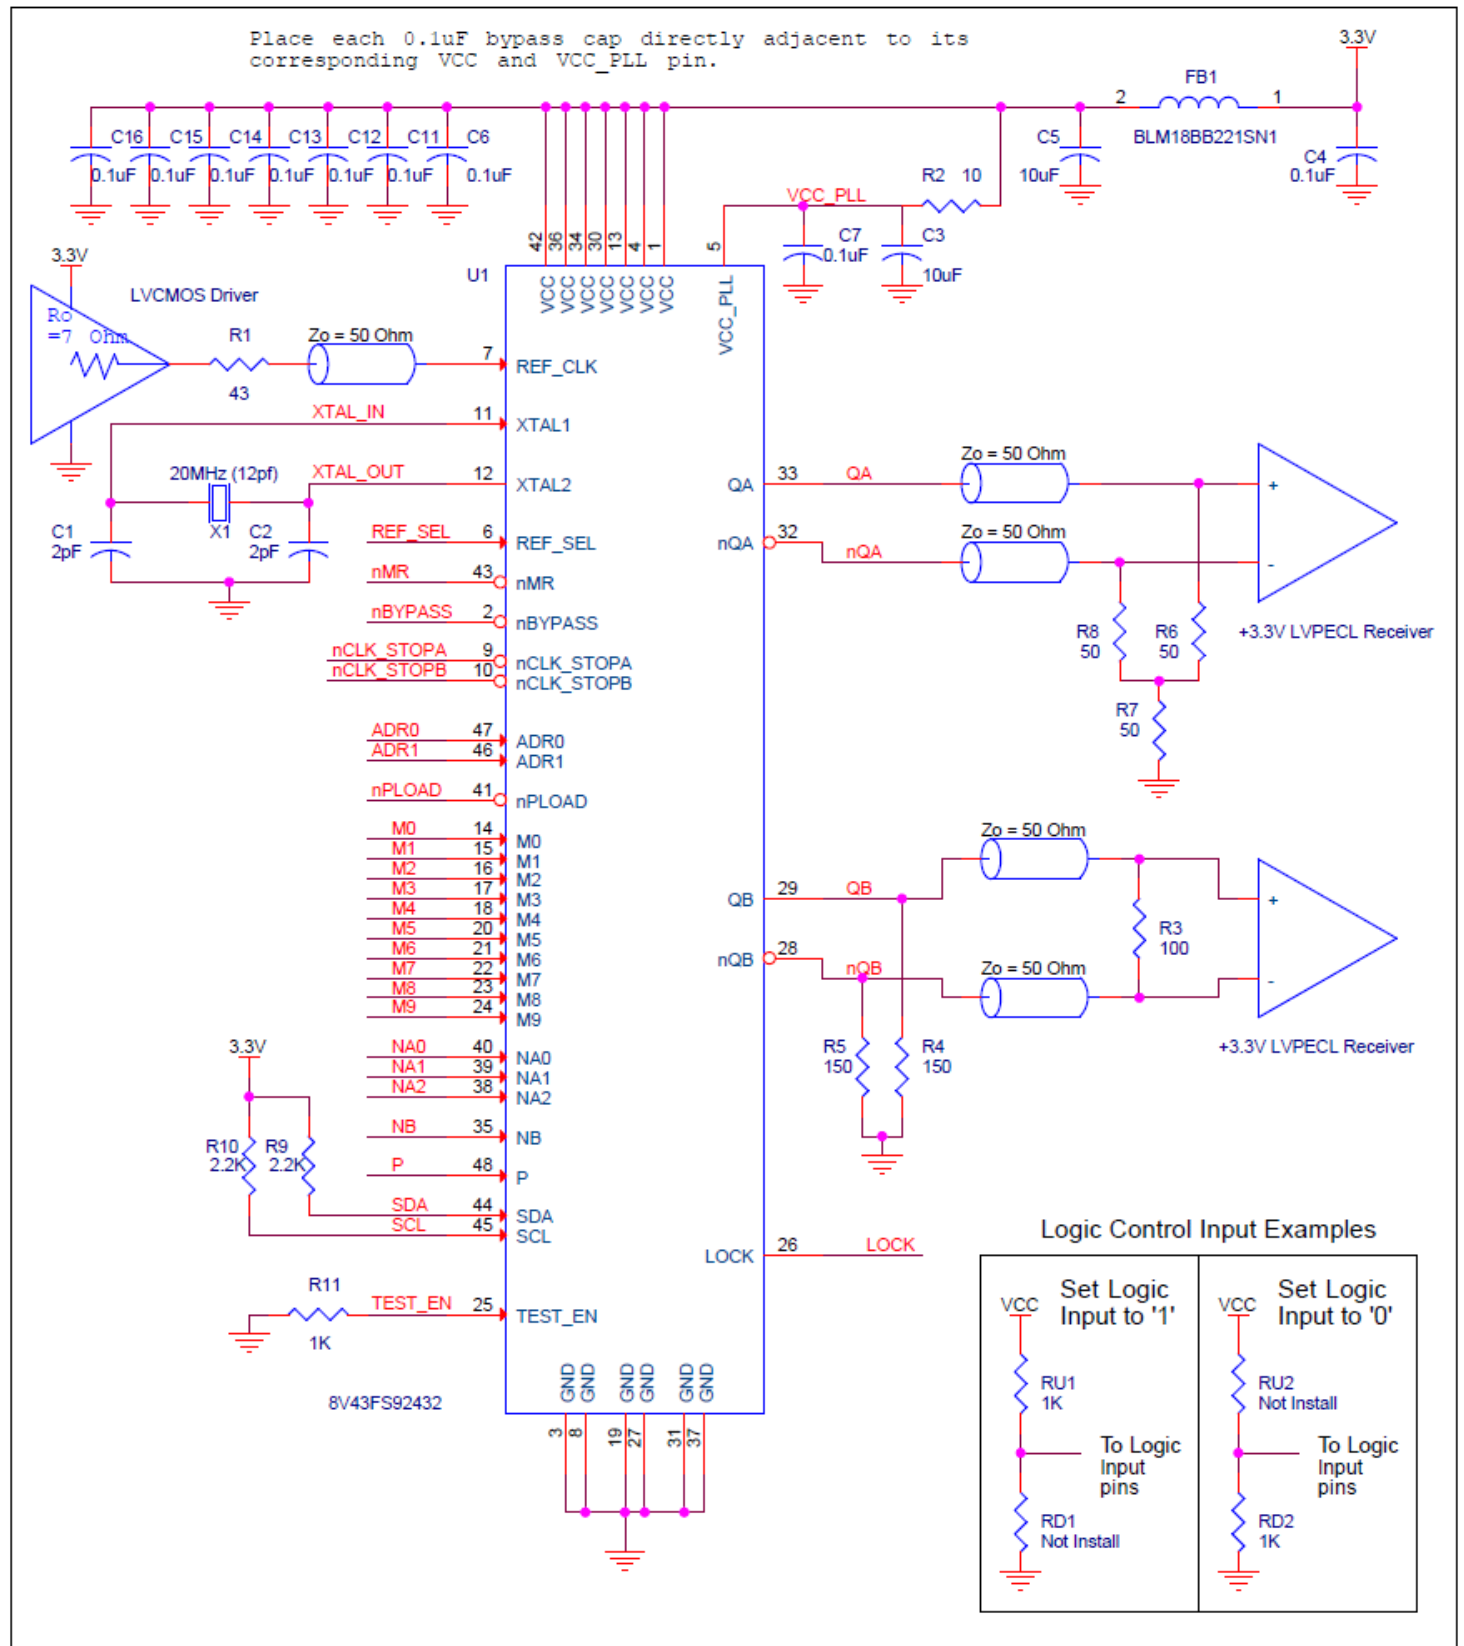 Place each 0.1uF bypass cap directly adjacent to its
corresponding VCC and VCC_PLL pin.
3.3V
FB1
2
1
BLM18BB221SN1
C16
0.1uF
C15
0.1uF
C14
0.1uF
C13
0.1uF
C12
0.1uF
C11
0.1uF
C6
0.1uF
C5
10uF
C4
0.1uF
R2 10
VCC_PLL
C7
0.1uF
C3
10uF
42
36
34
30
13
4
1
5
U1
VCC
VCC
VCC
VCC
VCC
VCC
VCC
VCC_PLL
3.3V
LVCMOS Driver
Ro
=7 Ohm
R1
43
Zo = 50 Ohm
7
REF_CLK
XTAL_IN
11
XTAL1
20MHz (12pf)
XTAL_OUT
12
XTAL2
X1
C1
2pF
C2
2pF
REF_SEL
6
REF_SEL
nMR
43
nMR
nBYPASS
2
nBYPASS
nCLK_STOPA
9
nCLK_STOPA
nCLK_STOPB
10
nCLK_STOPB
ADR0
47
ADR0
ADR1
46
ADR1
nPLOAD
41
nPLOAD
M0
14
M0
M1
15
M1
M2
16
M2
M3
17
M3
M4
18
M4
M5
20
M5
M6
21
M6
M7
22
M7
M8
23
M8
M9
24
M9
NA0
40
NA0
NA1
39
NA1
NA2
38
NA2
NB
35
NB
P
48
P
3.3V
R10
2.2K
R9
2.2K
SDA
44
SDA
SCL
45
SCL
R11
1K
TEST_EN
25
TEST_EN
8V43FS92432
GND
GND
GND
GND
GND
GND
3
8
19
27
31
37
QA
33
QA
Zo = 50 Ohm
nQA
32
nQA
Zo = 50 Ohm
+
-
+3.3V LVPECL Receiver
R8
50
R6
50
R7
50
QB
29
QB
Zo = 50 Ohm
nQB
28
nQB
Zo = 50 Ohm
R3
100
+
-
+3.3V LVPECL Receiver
R5
150
R4
150
LOCK
26
LOCK
Logic Control Input Examples
Set Logic
Input to '1'
VCC
RU1
1K
To Logic
Input
pins
RD1
Not Install
Set Logic
Input to '0'
VCC
RU2
Not Install
To Logic
Input
pins
RD2
1K